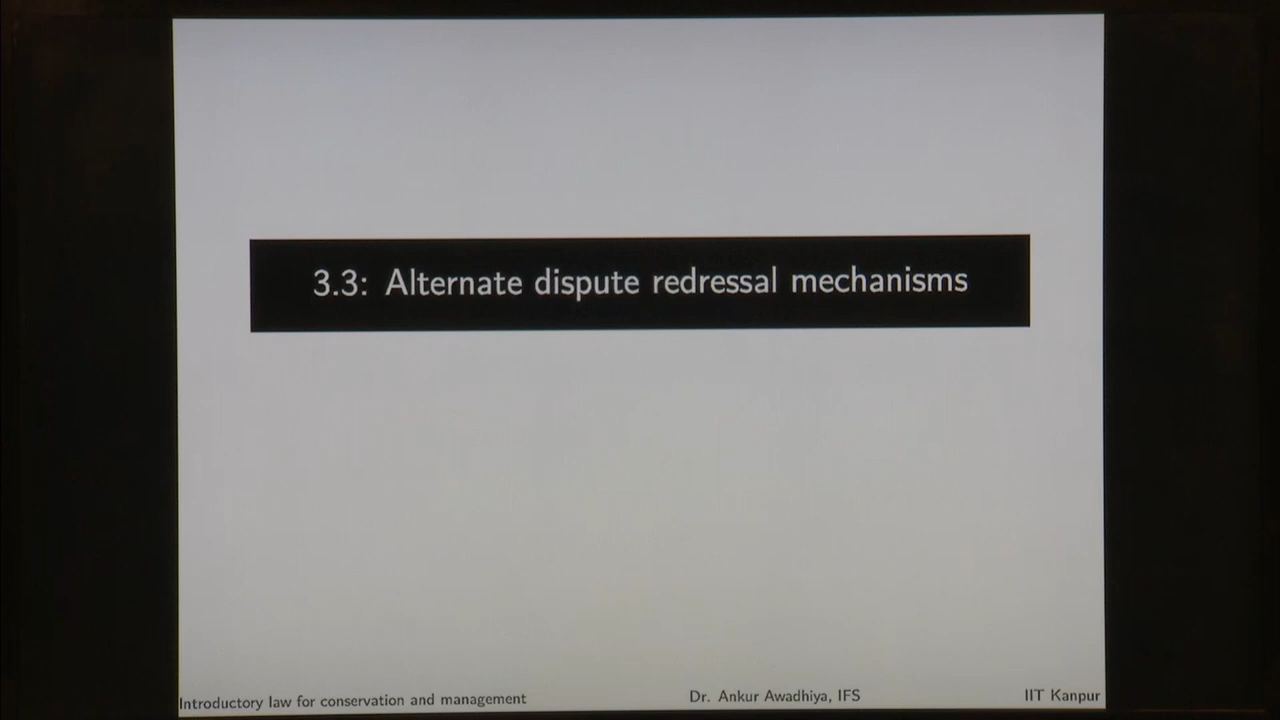 3.3: Alternate dispute redressal mechanisms
Introductory law for conservation and management Dr. Ankur Awadhiya, IFS IIT Kanpur